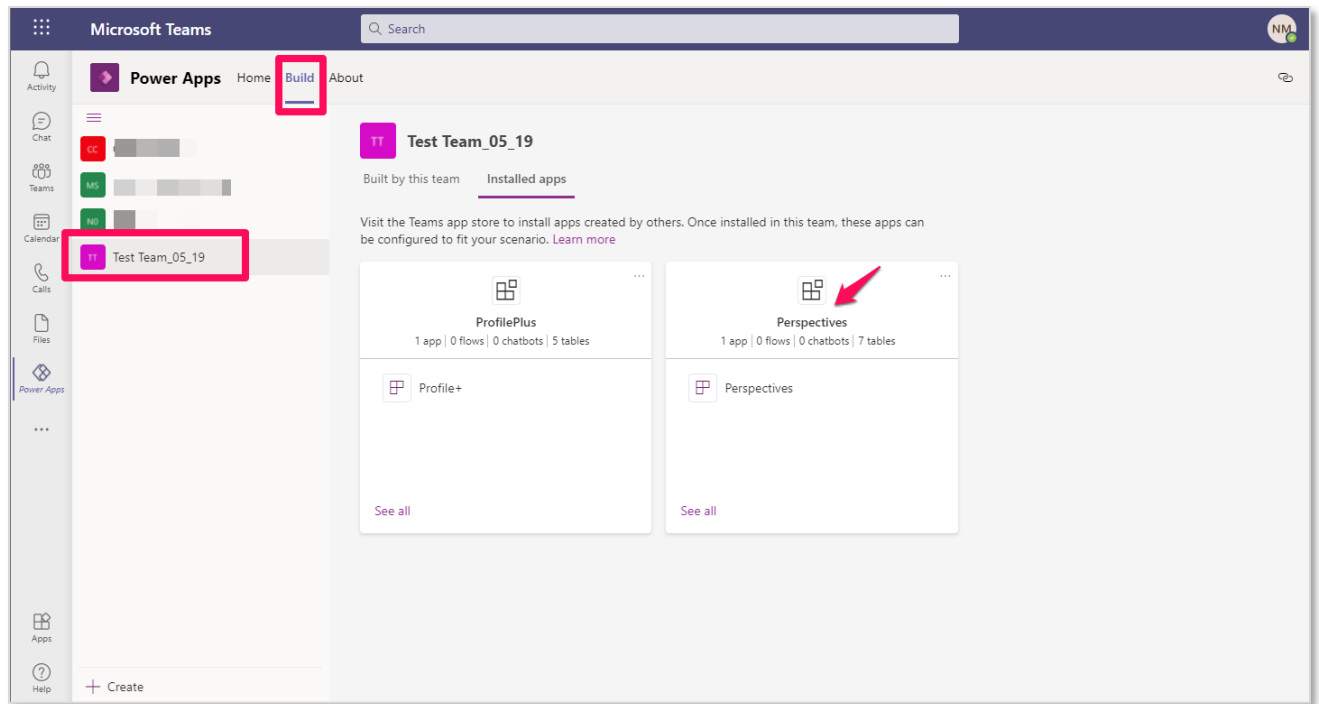 Microsoft Teams
Search
NM
Activity
Chat
Teams
Calendar
Calls
Files
Power Apps
Apps
Help
Power Apps Home Build About
CC
MS
N0
TT Test Team_05_19
+ Create
TT Test Team_05_19
Built by this team Installed apps
Visit the Teams app store to install apps created by others. Once installed in this team, these apps can
be configured to fit your scenario. Learn more
ProfilePlus
1 app | 0 flows | 0 chatbots | 5 tables
Profile+
See all
Perspectives
1 app | 0 flows | 0 chatbots | 7 tables
Perspectives
See all